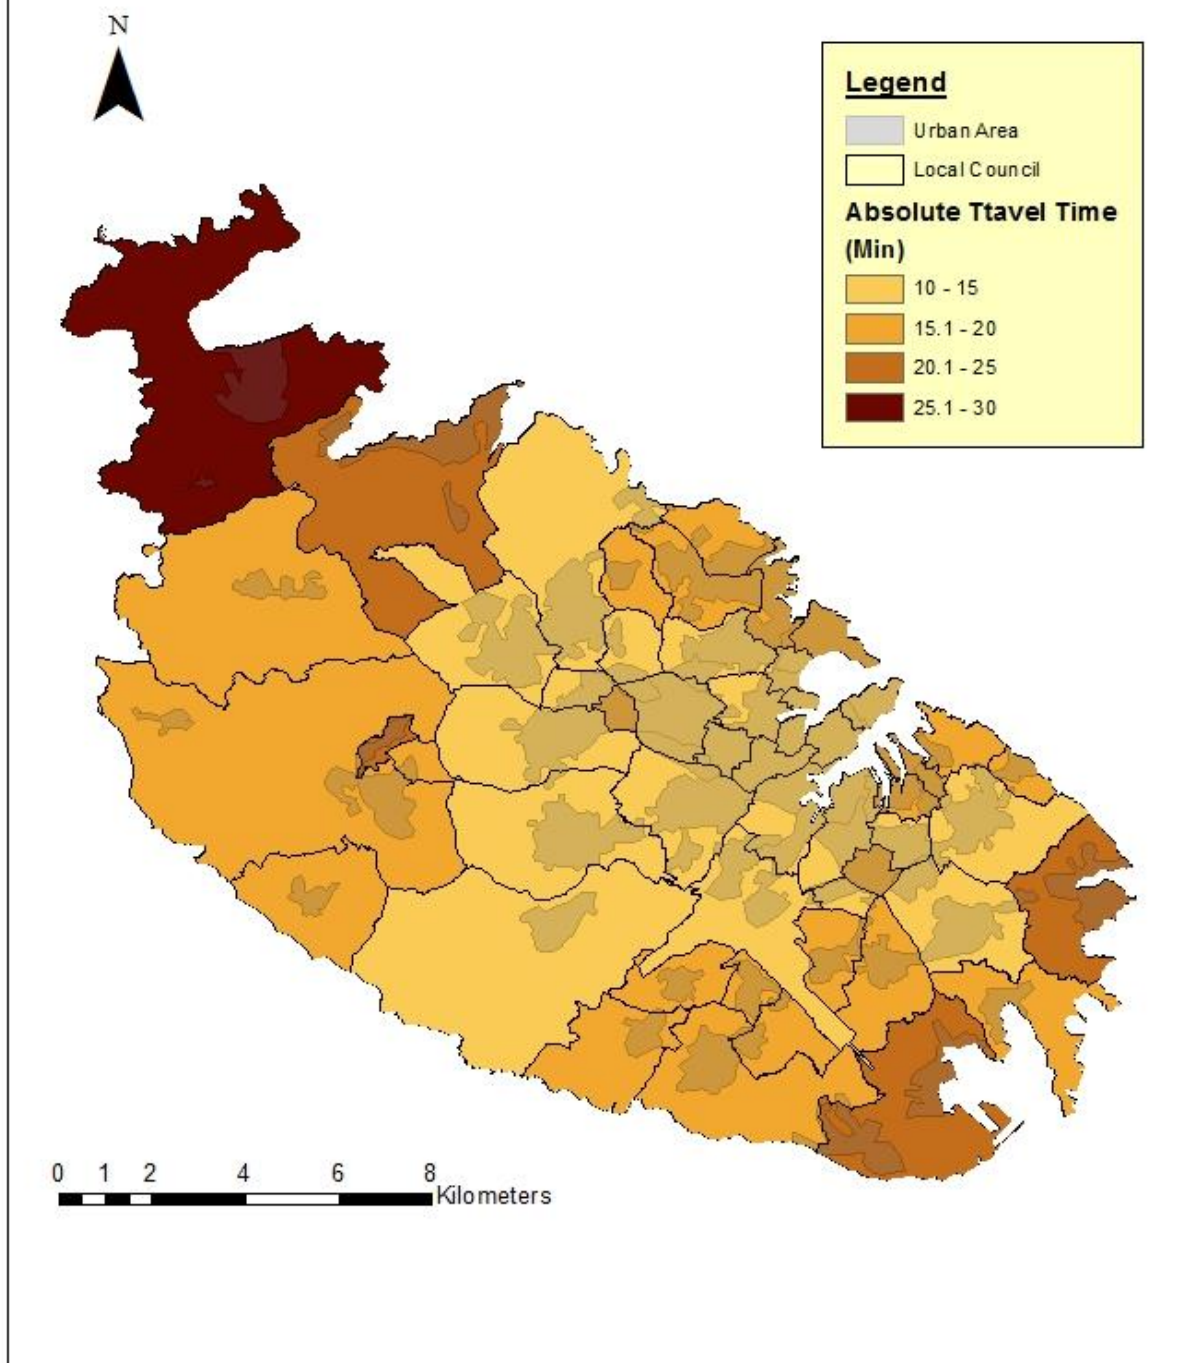 N
Legend
Urban Area
Local Council
Absolute Ttavel Time
(Min)
10 - 15
15.1 - 20
20.1 - 25
25.1 - 30
0 1 2 4 6 8
Kilometers